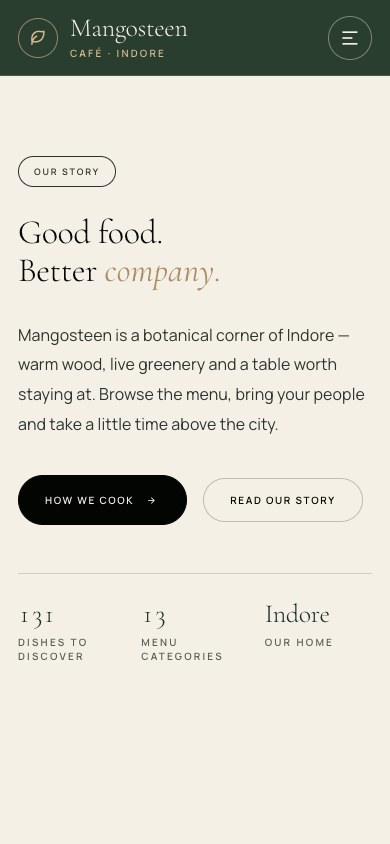 Mangosteen
CAFÉ · INDORE
OUR STORY
Good food.
Better company.
Mangosteen is a botanical corner of Indore —
warm wood, live greenery and a table worth
staying at. Browse the menu, bring your people
and take a little time above the city.
HOW WE COOK →
READ OUR STORY
131
13
Indore
DISHES TO
DISCOVER
MENU
CATEGORIES
OUR HOME